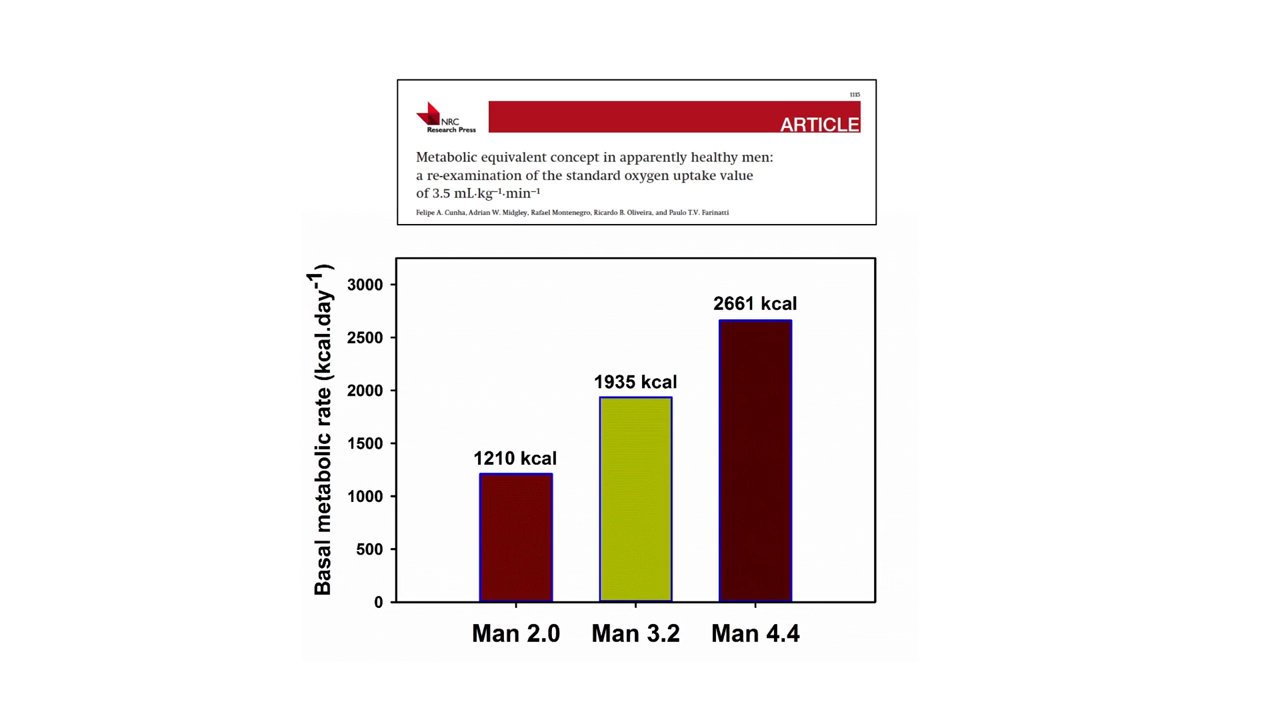 1115
NRC
Research Press
ARTICLE
Metabolic equivalent concept in apparently healthy men:
a re-examination of the standard oxygen uptake value
of 3.5 mL·kg⁻¹·min⁻¹
Felipe A. Cunha, Adrian W. Midgley, Rafael Montenegro, Ricardo B. Oliveira, and Paulo T.V. Farinatti
Basal metabolic rate (kcal.day⁻¹)
3000
2500
2000
1500
1000
500
0
1210 kcal
1935 kcal
2661 kcal
Man 2.0 Man 3.2 Man 4.4